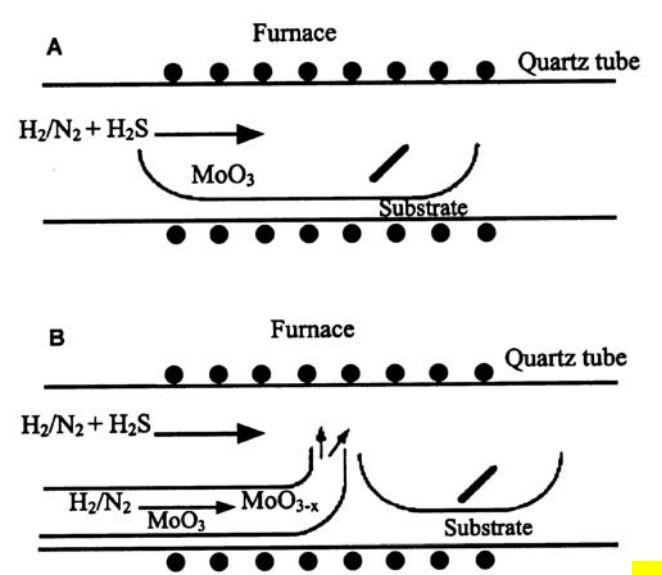 A
Furnace
Quartz tube
H₂/N₂ + H₂S
MoO₃
Substrate
B
Furnace
Quartz tube
H₂/N₂ + H₂S
H₂/N₂
MoO₃₋ₓ
MoO₃
Substrate